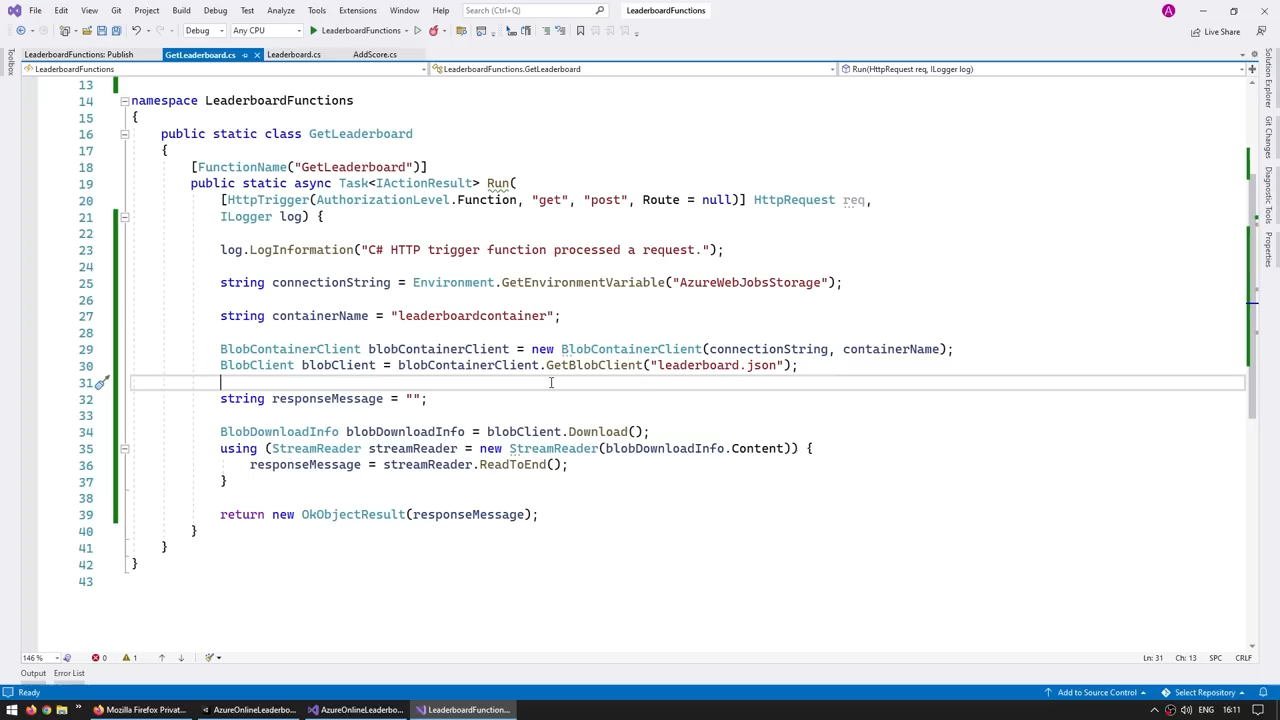 File Edit View Git Project Build Debug Test Analyze Tools Extensions Window Help Search (Ctrl+Q) LeaderboardFunctions A
Debug Any CPU LeaderboardFunctions Live Share
LeaderboardFunctions: Publish GetLeaderboard.cs Leaderboard.cs AddScore.cs
LeaderboardFunctions LeaderboardFunctions.GetLeaderboard Run(HttpRequest req, ILogger log)
Toolbox
Solution Explorer
Git Changes
Diagnostic Tools
Properties
13
14 namespace LeaderboardFunctions
15 {
16 public static class GetLeaderboard
17 {
18 [FunctionName("GetLeaderboard")]
19 public static async Task<IActionResult> Run(
20 [HttpTrigger(AuthorizationLevel.Function, "get", "post", Route = null)] HttpRequest req,
21 ILogger log) {
22
23 log.LogInformation("C# HTTP trigger function processed a request.");
24
25 string connectionString = Environment.GetEnvironmentVariable("AzureWebJobsStorage");
26
27 string containerName = "leaderboardcontainer";
28
29 BlobContainerClient blobContainerClient = new BlobContainerClient(connectionString, containerName);
30 BlobClient blobClient = blobContainerClient.GetBlobClient("leaderboard.json");
31
32 string responseMessage = "";
33
34 BlobDownloadInfo blobDownloadInfo = blobClient.Download();
35 using (StreamReader streamReader = new StreamReader(blobDownloadInfo.Content)) {
36 responseMessage = streamReader.ReadToEnd();
37 }
38
39 return new OkObjectResult(responseMessage);
40 }
41 }
42 }
43
146 % 0 1 Ln: 31 Ch: 13 SPC CRLF
Output Error List
Ready Add to Source Control Select Repository
Mozilla Firefox Privat... AzureOnlineLeaderbo... AzureOnlineLeaderbo... LeaderboardFunction... ENG 16:11